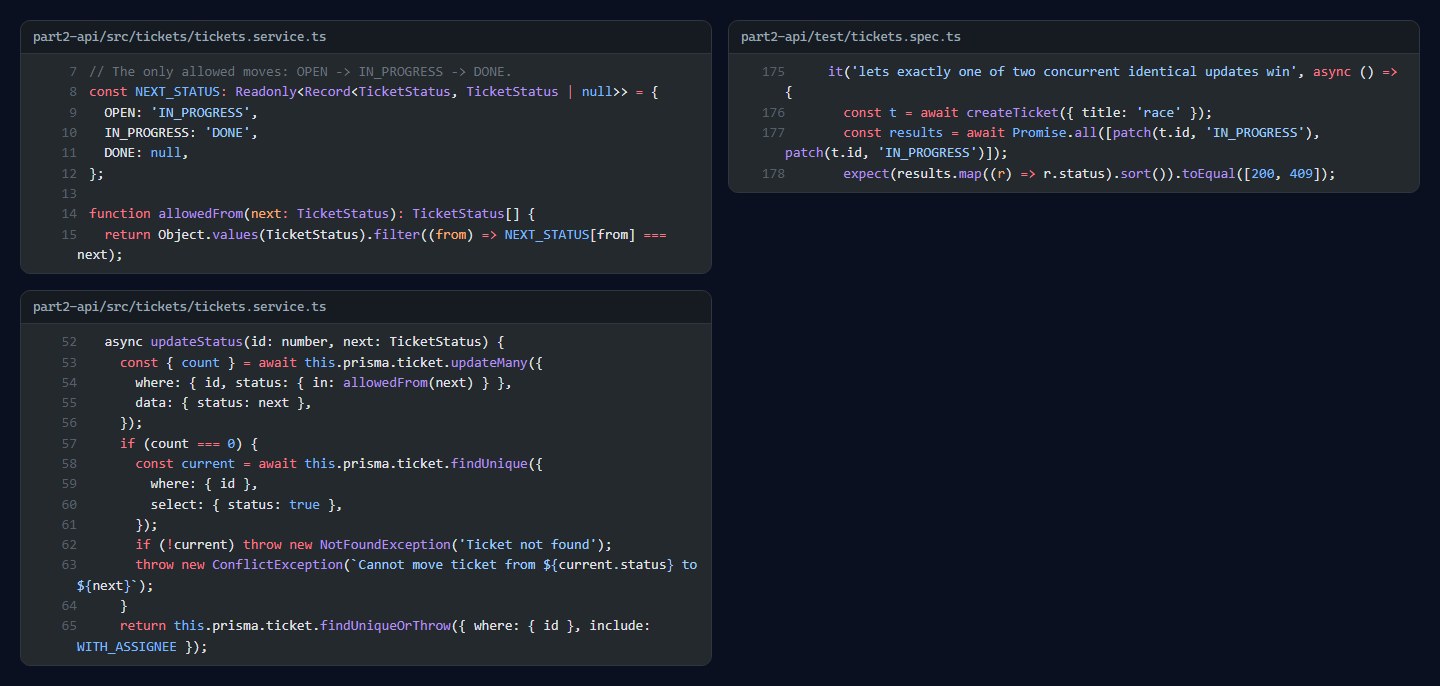 part2-api/src/tickets/tickets.service.ts
7 // The only allowed moves: OPEN -> IN_PROGRESS -> DONE.
8 const NEXT_STATUS: Readonly<Record<TicketStatus, TicketStatus | null>> = {
9   OPEN: 'IN_PROGRESS',
10   IN_PROGRESS: 'DONE',
11   DONE: null,
12 };
13
14 function allowedFrom(next: TicketStatus): TicketStatus[] {
15   return Object.values(TicketStatus).filter((from) => NEXT_STATUS[from] ===
next);
part2-api/src/tickets/tickets.service.ts
52   async updateStatus(id: number, next: TicketStatus) {
53     const { count } = await this.prisma.ticket.updateMany({
54       where: { id, status: { in: allowedFrom(next) } },
55       data: { status: next },
56     });
57     if (count === 0) {
58       const current = await this.prisma.ticket.findUnique({
59         where: { id },
60         select: { status: true },
61       });
62       if (!current) throw new NotFoundException('Ticket not found');
63       throw new ConflictException(`Cannot move ticket from ${current.status} to
${next}`);
64     }
65     return this.prisma.ticket.findUniqueOrThrow({ where: { id }, include:
WITH_ASSIGNEE });
part2-api/test/tickets.spec.ts
175     it('lets exactly one of two concurrent identical updates win', async () =>
{
176       const t = await createTicket({ title: 'race' });
177       const results = await Promise.all([patch(t.id, 'IN_PROGRESS'),
patch(t.id, 'IN_PROGRESS')]);
178       expect(results.map((r) => r.status).sort()).toEqual([200, 409]);